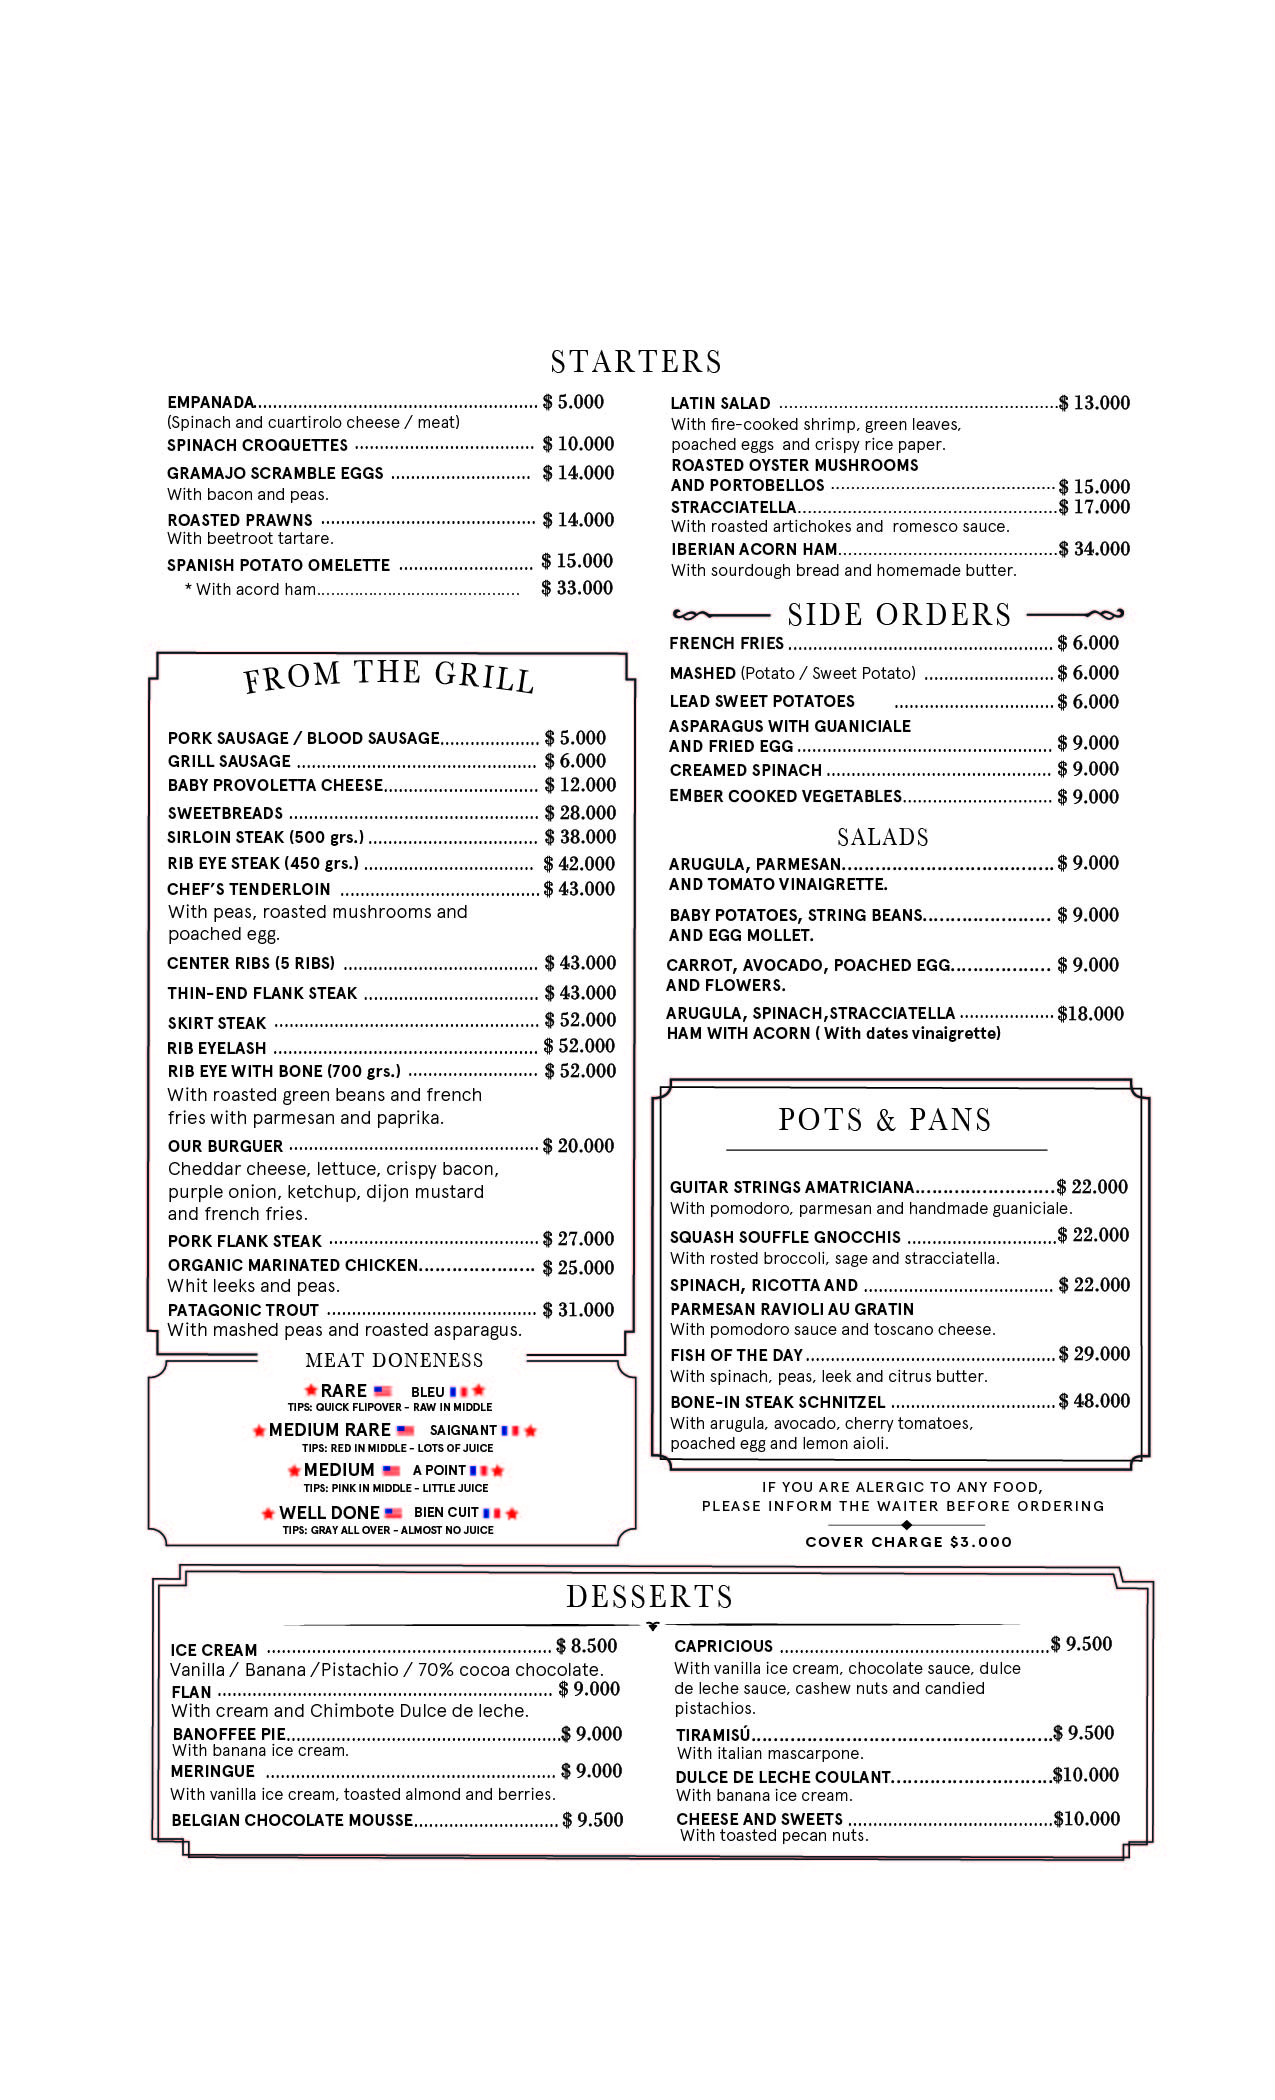 STARTERS
EMPANADA.......................................................... $ 5.000
(Spinach and cuartirolo cheese / meat)
SPINACH CROQUETTES .................................... $ 10.000
GRAMAJO SCRAMBLE EGGS ............................ $ 14.000
With bacon and peas.
ROASTED PRAWNS ........................................... $ 14.000
With beetroot tartare.
SPANISH POTATO OMELETTE ........................... $ 15.000
* With acord ham......................................... $ 33.000
LATIN SALAD ........................................................$ 13.000
With fire-cooked shrimp, green leaves,
poached eggs and crispy rice paper.
ROASTED OYSTER MUSHROOMS
AND PORTOBELLOS .............................................$ 15.000
STRACCIATELLA.....................................................$ 17.000
With roasted artichokes and romesco sauce.
IBERIAN ACORN HAM.............................................$ 34.000
With sourdough bread and homemade butter.
SIDE ORDERS
FRENCH FRIES ..................................................... $ 6.000
MASHED (Potato / Sweet Potato) .......................... $ 6.000
LEAD SWEET POTATOES ................................ $ 6.000
ASPARAGUS WITH GUANICIALE
AND FRIED EGG ................................................... $ 9.000
CREAMED SPINACH ............................................. $ 9.000
EMBER COOKED VEGETABLES.............................. $ 9.000
SALADS
ARUGULA, PARMESAN.......................................... $ 9.000
AND TOMATO VINAIGRETTE.
BABY POTATOES, STRING BEANS....................... $ 9.000
AND EGG MOLLET.
CARROT, AVOCADO, POACHED EGG.................. $ 9.000
AND FLOWERS.
ARUGULA, SPINACH,STRACCIATELLA ................... $18.000
HAM WITH ACORN ( With dates vinaigrette)
FROM THE GRILL
PORK SAUSAGE / BLOOD SAUSAGE.................... $ 5.000
GRILL SAUSAGE ................................................ $ 6.000
BABY PROVOLETTA CHEESE............................... $ 12.000
SWEETBREADS .................................................. $ 28.000
SIRLOIN STEAK (500 grs.) .................................. $ 38.000
RIB EYE STEAK (450 grs.) .................................. $ 42.000
CHEF’S TENDERLOIN ........................................ $ 43.000
With peas, roasted mushrooms and
poached egg.
CENTER RIBS (5 RIBS) ....................................... $ 43.000
THIN-END FLANK STEAK ................................... $ 43.000
SKIRT STEAK ..................................................... $ 52.000
RIB EYELASH ..................................................... $ 52.000
RIB EYE WITH BONE (700 grs.) .......................... $ 52.000
With roasted green beans and french
fries with parmesan and paprika.
OUR BURGUER .................................................. $ 20.000
Cheddar cheese, lettuce, crispy bacon,
purple onion, ketchup, dijon mustard
and french fries.
PORK FLANK STEAK .......................................... $ 27.000
ORGANIC MARINATED CHICKEN..................... $ 25.000
Whit leeks and peas.
PATAGONIC TROUT .......................................... $ 31.000
With mashed peas and roasted asparagus.
MEAT DONENESS
RARE BLEU
TIPS: QUICK FLIPOVER - RAW IN MIDDLE
MEDIUM RARE SAIGNANT
TIPS: RED IN MIDDLE - LOTS OF JUICE
MEDIUM A POINT
TIPS: PINK IN MIDDLE - LITTLE JUICE
WELL DONE BIEN CUIT
TIPS: GRAY ALL OVER - ALMOST NO JUICE
POTS & PANS
GUITAR STRINGS AMATRICIANA.........................$ 22.000
With pomodoro, parmesan and handmade guaniciale.
SQUASH SOUFFLE GNOCCHIS ..............................$ 22.000
With rosted broccoli, sage and stracciatella.
SPINACH, RICOTTA AND ...................................... $ 22.000
PARMESAN RAVIOLI AU GRATIN
With pomodoro sauce and toscano cheese.
FISH OF THE DAY .................................................. $ 29.000
With spinach, peas, leek and citrus butter.
BONE-IN STEAK SCHNITZEL ................................. $ 48.000
With arugula, avocado, cherry tomatoes,
poached egg and lemon aioli.
IF YOU ARE ALERGIC TO ANY FOOD,
PLEASE INFORM THE WAITER BEFORE ORDERING
COVER CHARGE $3.000
DESSERTS
ICE CREAM ......................................................... $ 8.500
Vanilla / Banana /Pistachio / 70% cocoa chocolate.
FLAN ................................................................... $ 9.000
With cream and Chimbote Dulce de leche.
BANOFFEE PIE.......................................................$ 9.000
With banana ice cream.
MERINGUE .......................................................... $ 9.000
With vanilla ice cream, toasted almond and berries.
BELGIAN CHOCOLATE MOUSSE............................. $ 9.500
CAPRICIOUS ......................................................$ 9.500
With vanilla ice cream, chocolate sauce, dulce
de leche sauce, cashew nuts and candied
pistachios.
TIRAMISÚ......................................................$ 9.500
With italian mascarpone.
DULCE DE LECHE COULANT.............................$10.000
With banana ice cream.
CHEESE AND SWEETS .........................................$10.000
With toasted pecan nuts.